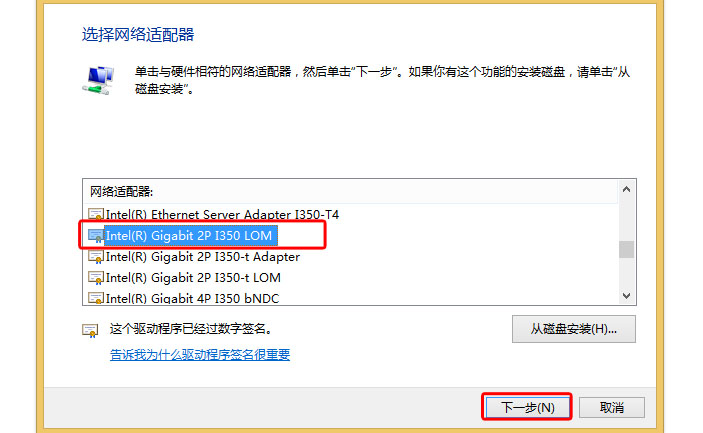 选择网络适配器
单击与硬件相符的网络适配器，然后单击“下一步”。如果你有这个功能的安装磁盘，请单击“从
磁盘安装”。
网络适配器:
Intel(R) Ethernet Server Adapter I350-T4
Intel(R) Gigabit 2P I350 LOM
Intel(R) Gigabit 2P I350-t Adapter
Intel(R) Gigabit 2P I350-t LOM
Intel(R) Gigabit 4P I350 bNDC
这个驱动程序已经过数字签名。
从磁盘安装(H)...
告诉我为什么驱动程序签名很重要
下一步(N)
取消